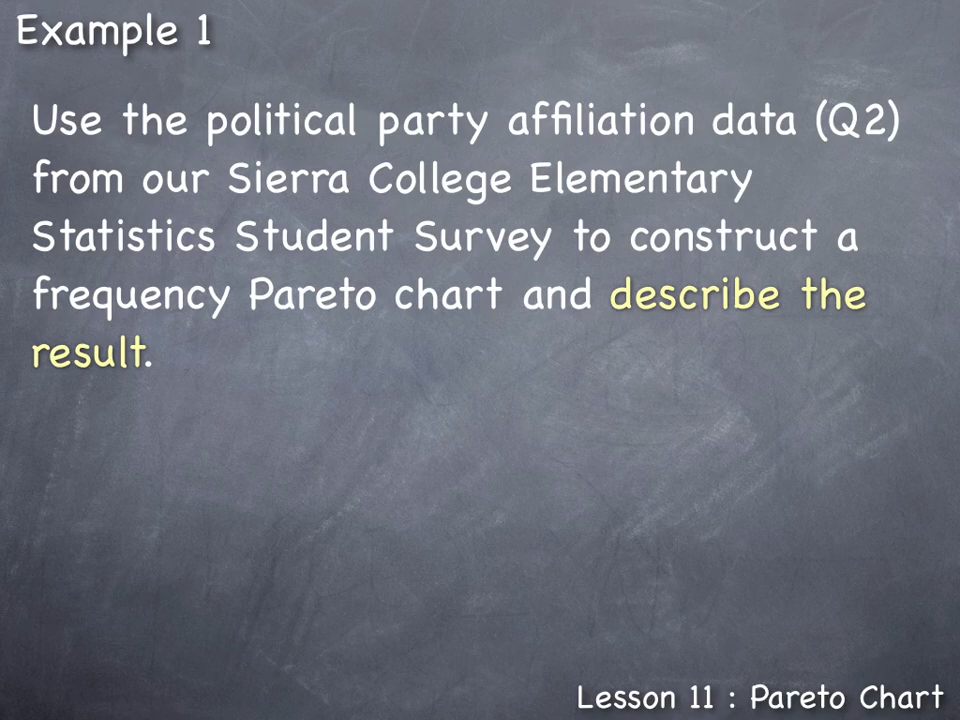 Example 1
Use the political party affiliation data (Q2)
from our Sierra College Elementary
Statistics Student Survey to construct a
frequency Pareto chart and describe the
result.
Lesson 11 : Pareto Chart